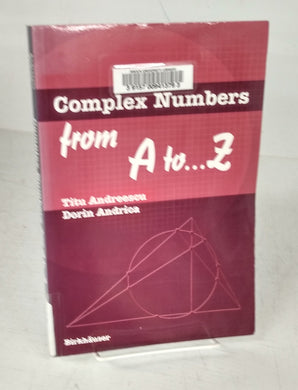 Complex Numbers
from
A to...Z
Titu Andreescu
Dorin Andrica
Birkhäuser